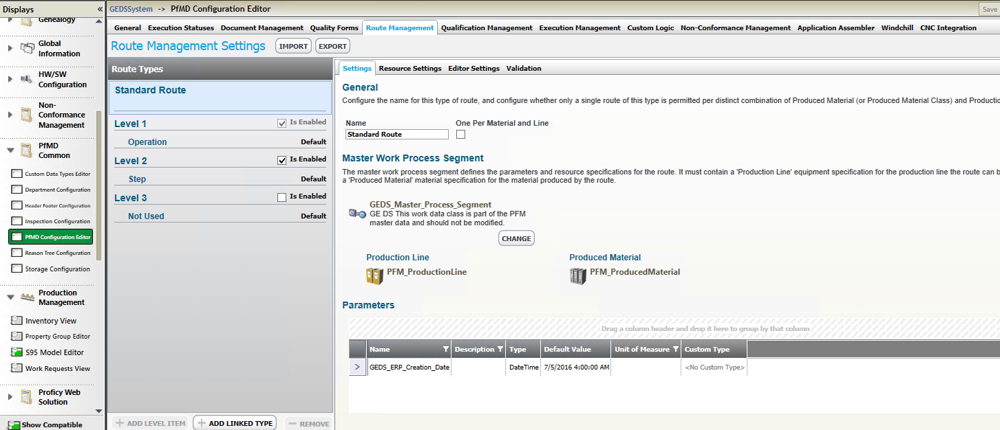 Displays
«
Genealogy
Global
Information
HW/SW
Configuration
Non-
Conformance
Management
PfMD
Common
Custom Data Types Editor
Department Configuration
Header Footer Configuration
Inspection Configuration
PfMD Configuration Editor
Reason Tree Configuration
Storage Configuration
Production
Management
Inventory View
Property Group Editor
S95 Model Editor
Work Requests View
Proficy Web
Solution
Show Compatible
GEDSSystem -> PfMD Configuration Editor
Save
General Execution Statuses Document Management Quality Forms Route Management Qualification Management Execution Management Custom Logic Non-Conformance Management Application Assembler Windchill CNC Integration
Route Management Settings IMPORT EXPORT
Route Types
Standard Route
Level 1 Is Enabled
Operation Default
Level 2 Is Enabled
Step Default
Level 3 Is Enabled
Not Used Default
+ ADD LEVEL ITEM + ADD LINKED TYPE − REMOVE
Settings Resource Settings Editor Settings Validation
General
Configure the name for this type of route, and configure whether only a single route of this type is permitted per distinct combination of Produced Material (or Produced Material Class) and Productio
Name One Per Material and Line
Standard Route
Master Work Process Segment
The master work process segment defines the parameters and resource specifications for the route. It must contain a 'Production Line' equipment specification for the production line the route can b
a 'Produced Material' material specification for the material produced by the route.
GEDS_Master_Process_Segment
GE DS This work data class is part of the PFM
master data and should not be modified.
CHANGE
Production Line Produced Material
PFM_ProductionLine PFM_ProducedMaterial
Parameters
Drag a column header and drop it here to group by that column
Name Description Type Default Value Unit of Measure Custom Type
> GEDS_ERP_Creation_Date DateTime 7/5/2016 4:00:00 AM <No Custom Type>